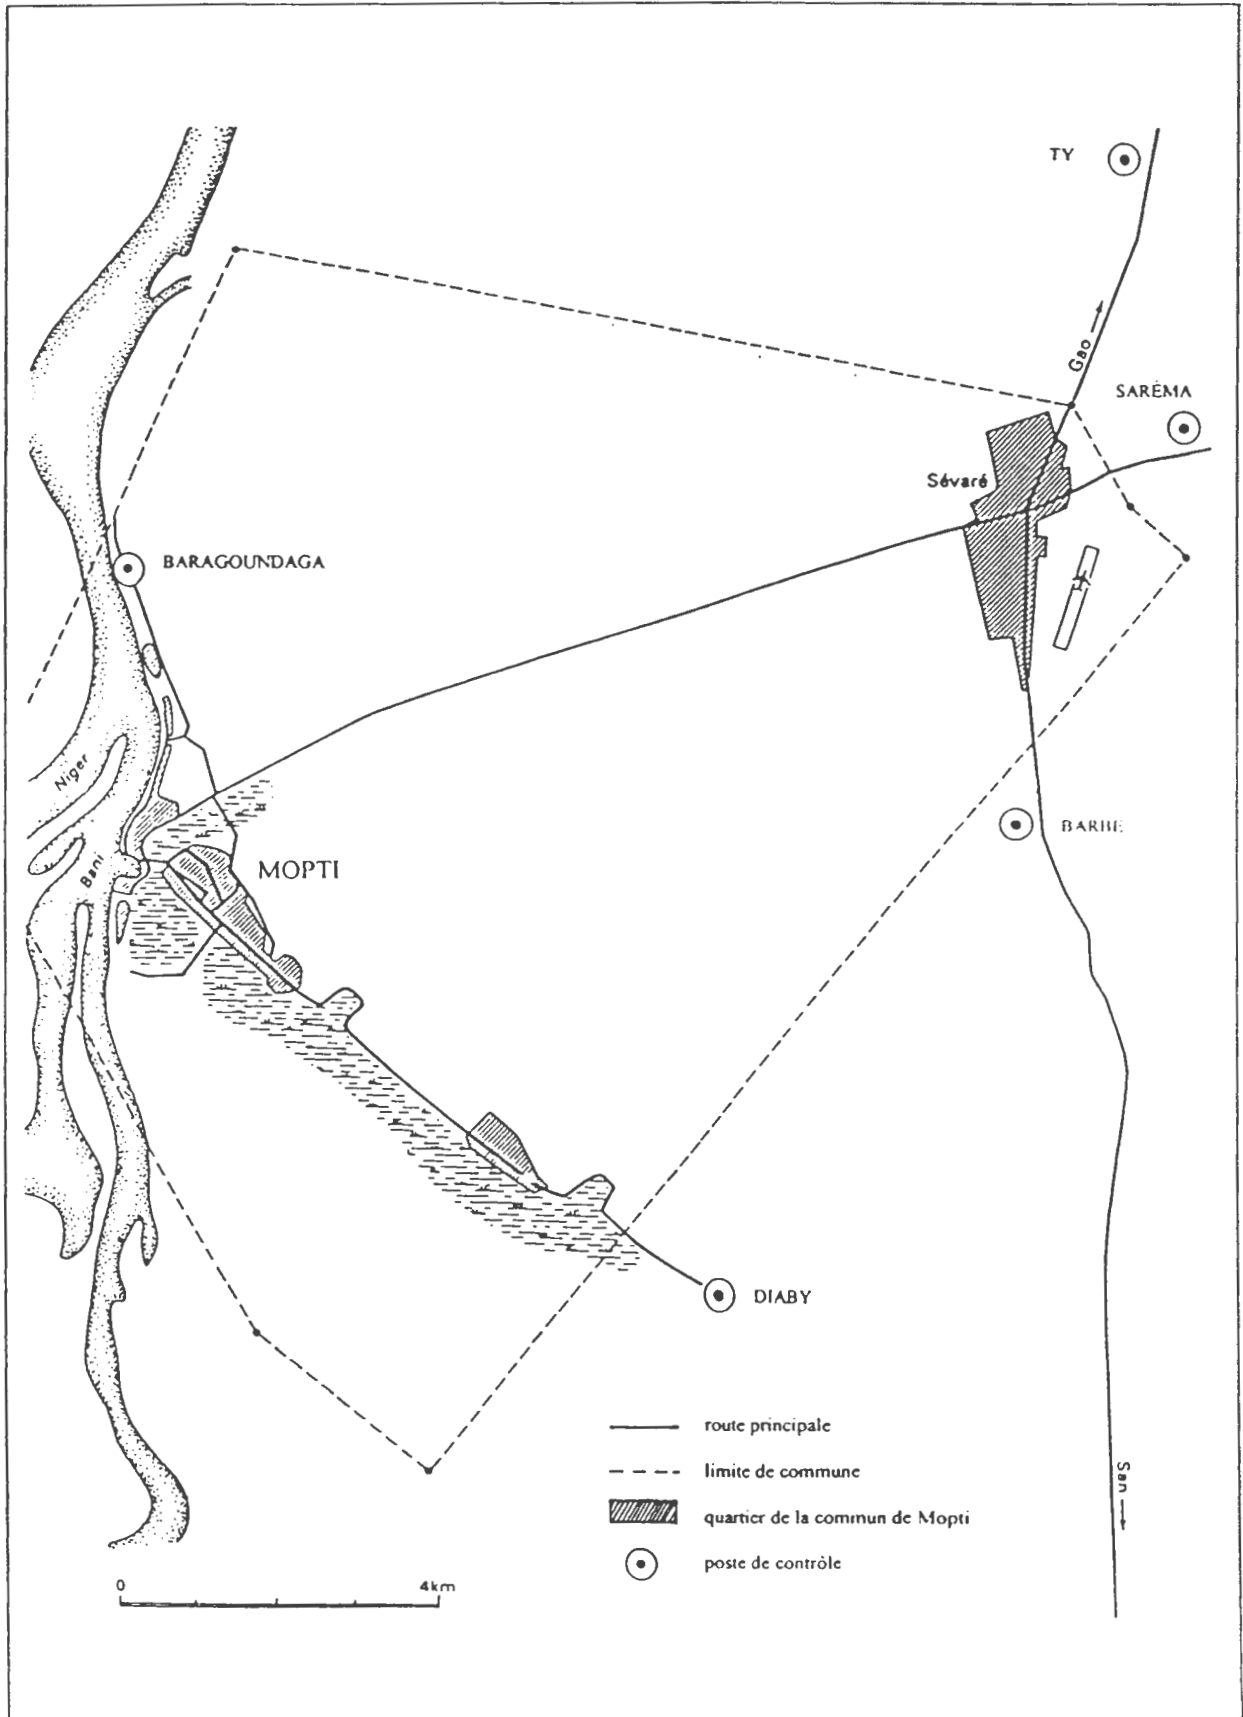 TY
Gao
SARÉMA
Sévaré
BARAGOUNDAGA
Niger
BARBE
Bani
MOPTI
DIABY
route principale
limite de commune
San
quartier de la commun de Mopti
poste de contrôle
0 4km